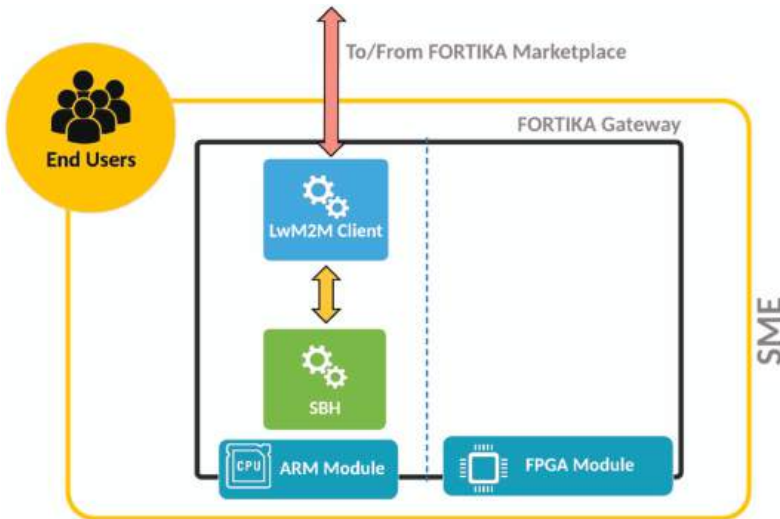 To/From FORTIKA Marketplace
FORTIKA Gateway
End Users
LwM2M Client
SME
SBH
CPU
ARM Module
FPGA Module